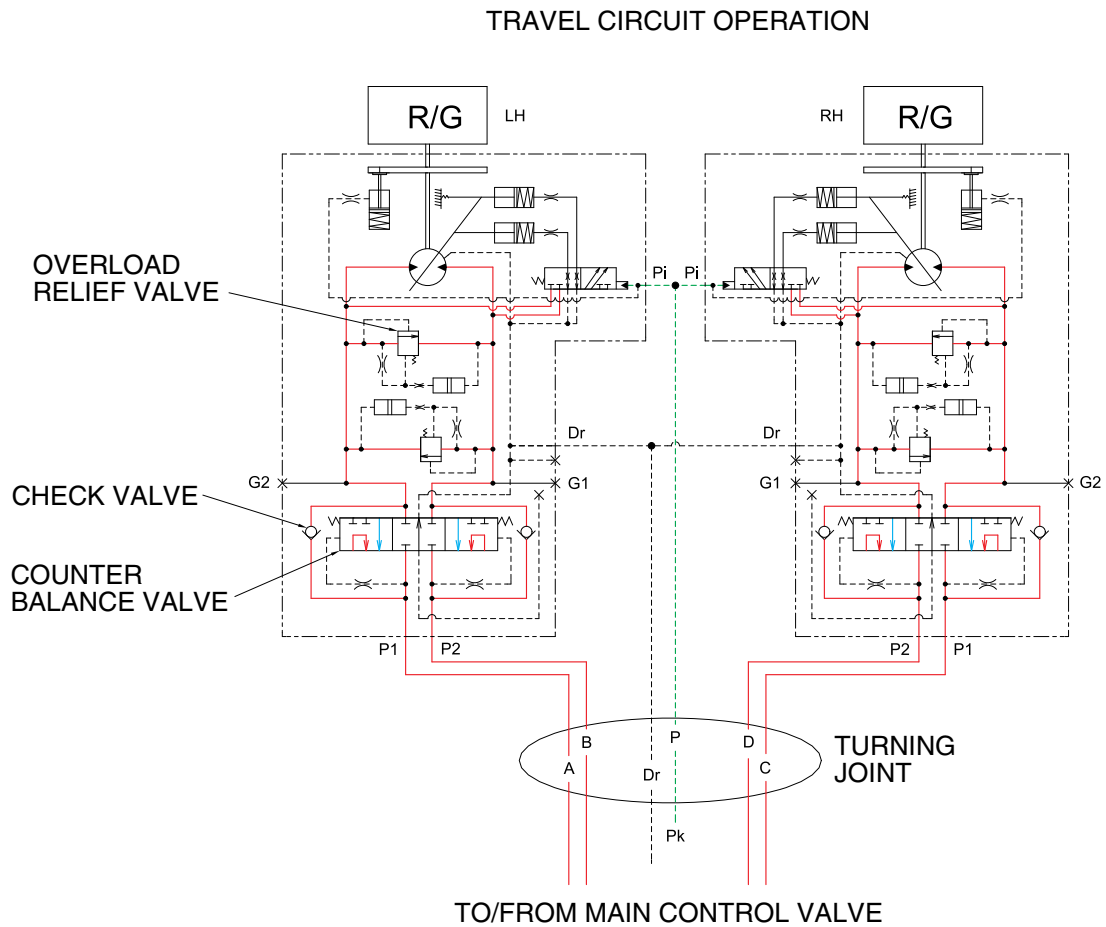 TRAVEL CIRCUIT OPERATION
R/G
LH
RH
R/G
OVERLOAD
RELIEF VALVE
Pi
Pi
Dr
Dr
G2
G1
G1
G2
CHECK VALVE
COUNTER
BALANCE VALVE
P1
P2
P2
P1
B
P
D
A
Dr
C
TURNING
JOINT
Pk
TO/FROM MAIN CONTROL VALVE